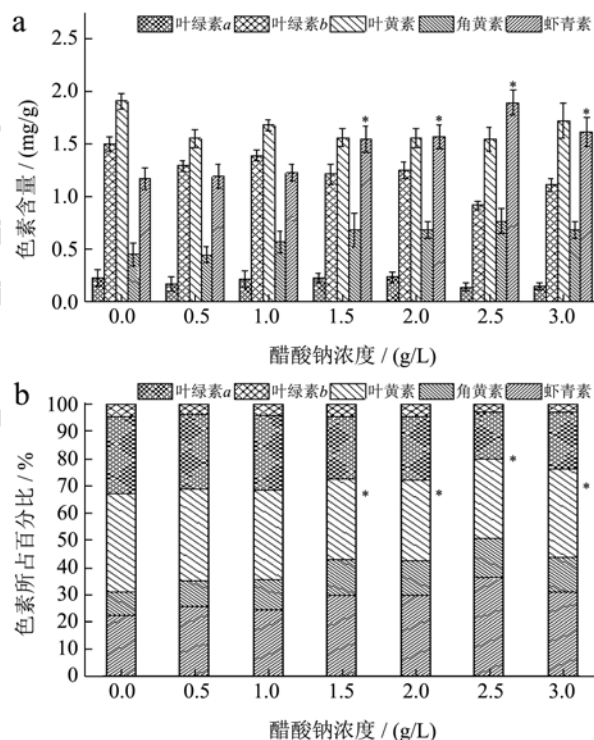 a
叶绿素a 叶绿素b 叶黄素 角黄素 虾青素
2.5
2.0
1.5
1.0
0.5
0.0
色素含量 / (mg/g)
* * * *
0.0 0.5 1.0 1.5 2.0 2.5 3.0
醋酸钠浓度 / (g/L)
b
叶绿素a 叶绿素b 叶黄素 角黄素 虾青素
100
90
80
70
60
50
40
30
20
10
0
色素所占百分比 / %
* * * *
0.0 0.5 1.0 1.5 2.0 2.5 3.0
醋酸钠浓度 / (g/L)